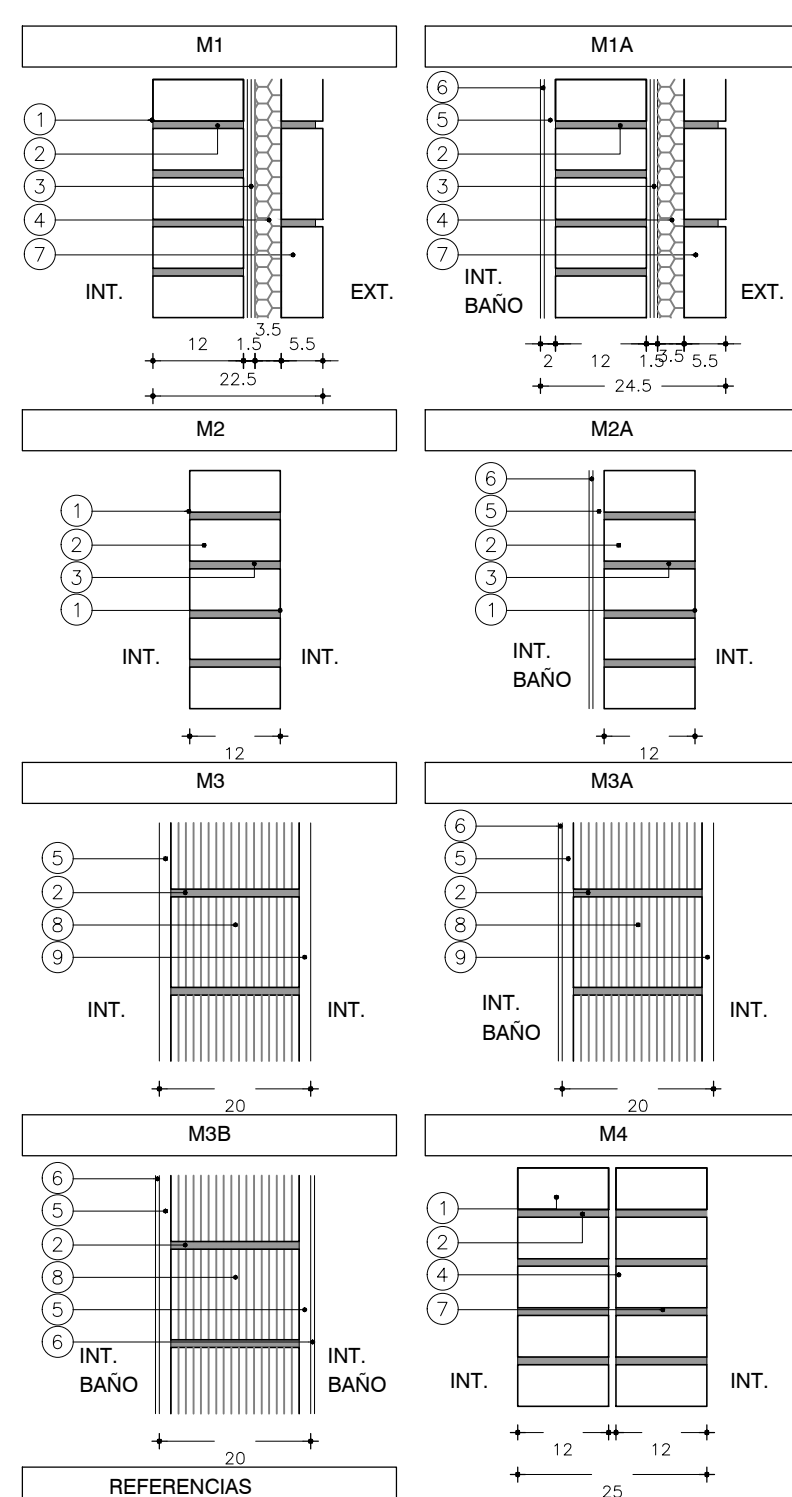 M1
1
2
3
4
7
INT.
EXT.
12
1.5
3.5
5.5
22.5
M1A
6
5
2
3
4
7
INT.
BAÑO
EXT.
2
12
1.5
3.5
5.5
24.5
M2
1
2
3
1
INT.
INT.
12
M2A
6
5
2
3
1
INT.
BAÑO
INT.
12
M3
5
2
8
9
INT.
INT.
20
M3A
6
5
2
8
9
INT.
BAÑO
INT.
20
M3B
6
5
2
8
5
6
INT.
BAÑO
INT.
BAÑO
20
M4
1
2
4
7
INT.
INT.
12
12
25
REFERENCIAS